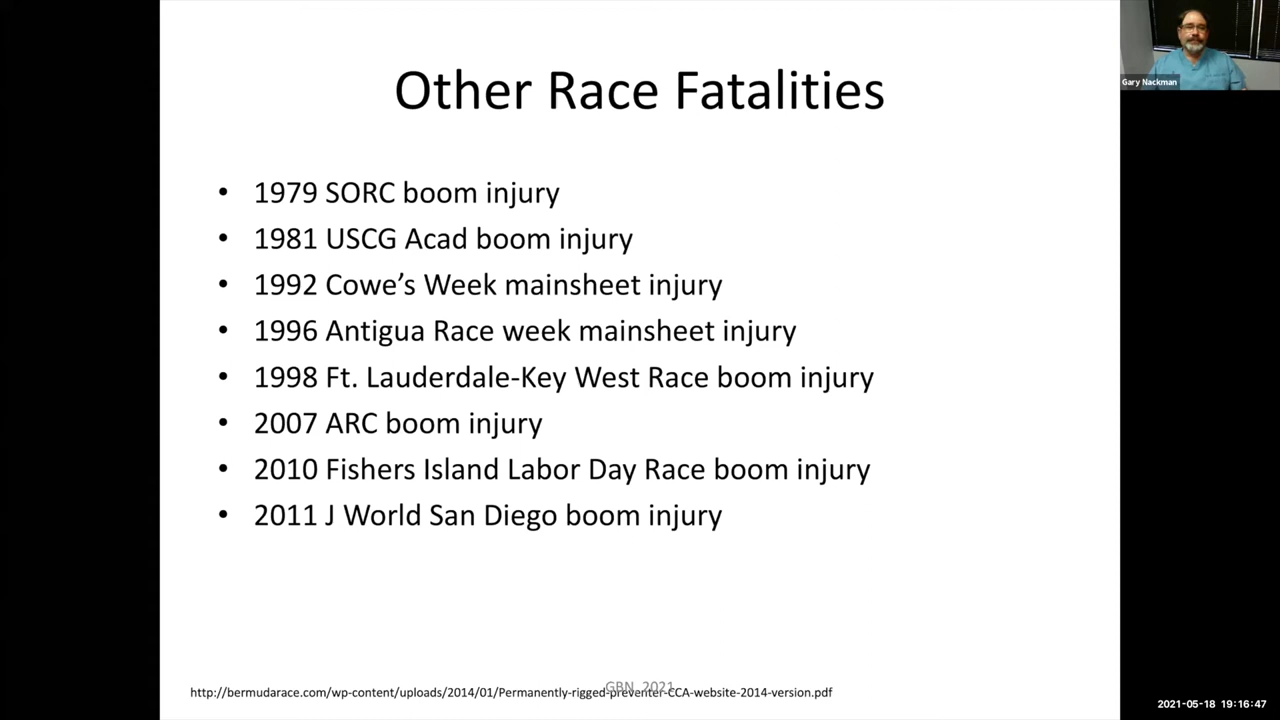 Other Race Fatalities
Gary Nackman
• 1979 SORC boom injury
• 1981 USCG Acad boom injury
• 1992 Cowe’s Week mainsheet injury
• 1996 Antigua Race week mainsheet injury
• 1998 Ft. Lauderdale-Key West Race boom injury
• 2007 ARC boom injury
• 2010 Fishers Island Labor Day Race boom injury
• 2011 J World San Diego boom injury
GBN 2021
http://bermudarace.com/wp-content/uploads/2014/01/Permanently-rigged-preventer-CCA-website-2014-version.pdf
2021-05-18 19:16:47